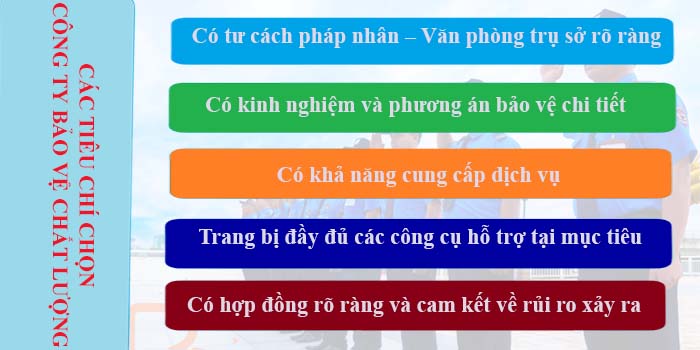 CÁC TIÊU CHÍ CHỌN
CÔNG TY BẢO VỆ CHẤT LƯỢNG
Có tư cách pháp nhân – Văn phòng trụ sở rõ ràng
Có kinh nghiệm và phương án bảo vệ chi tiết
Có khả năng cung cấp dịch vụ
Trang bị đầy đủ các công cụ hỗ trợ tại mục tiêu
Có hợp đồng rõ ràng và cam kết về rủi ro xảy ra